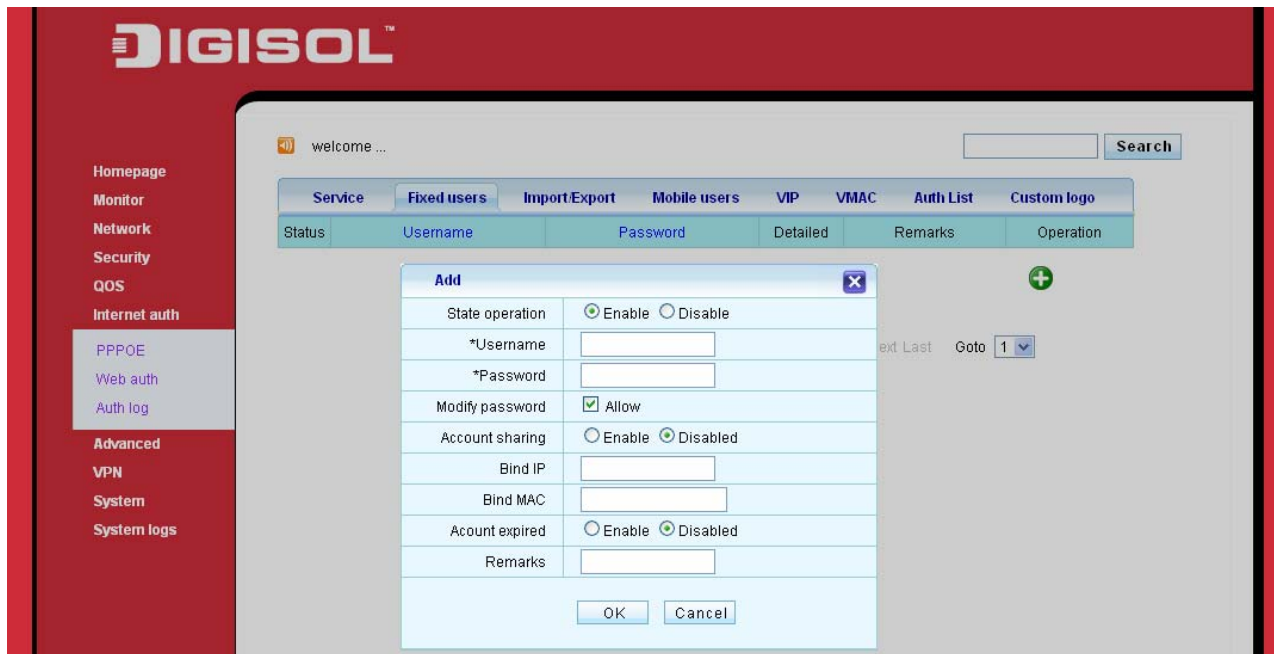 DIGISOL™
welcome ...
Search
Homepage
Monitor
Network
Security
QOS
Internet auth
PPPOE
Web auth
Auth log
Advanced
VPN
System
System logs
Service Fixed users Import/Export Mobile users VIP VMAC Auth List Custom logo
Status Username Password Detailed Remarks Operation
Add
State operation Enable Disable
*Username
*Password
Modify password Allow
Account sharing Enable Disabled
Bind IP
Bind MAC
Acount expired Enable Disabled
Remarks
OK Cancel
ext Last Goto 1